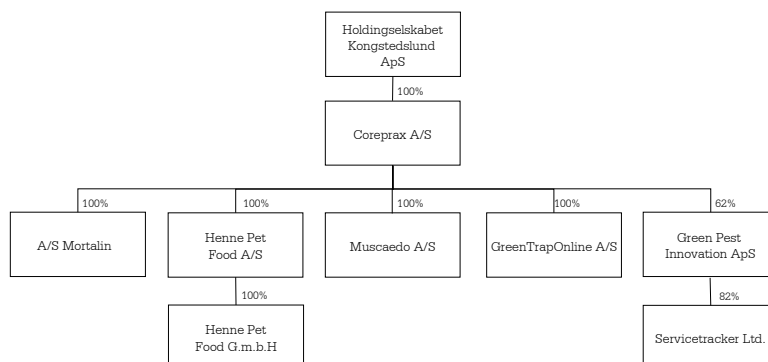 Holdingselskabet
Kongstedslund
ApS
100%
Coreprax A/S
100%
100%
100%
100%
62%
A/S Mortalin
Henne Pet
Food A/S
Muscaedo A/S
GreenTrapOnline A/S
Green Pest
Innovation ApS
100%
82%
Henne Pet
Food G.m.b.H
Servicetracker Ltd.